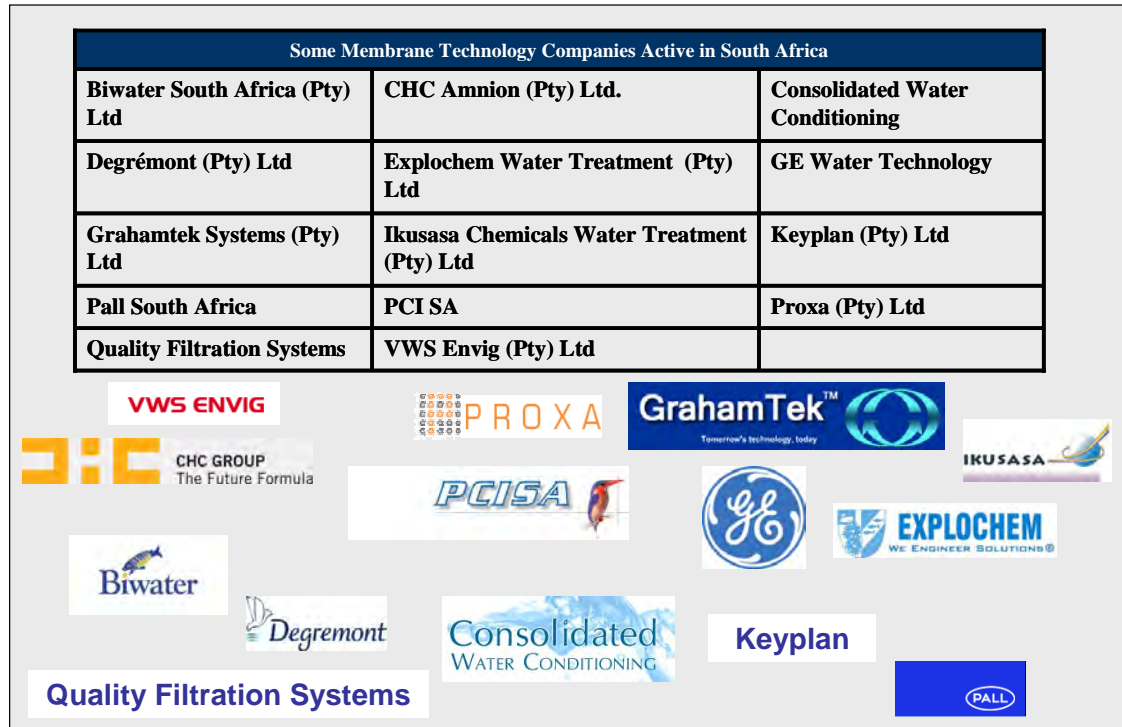 Some Membrane Technology Companies Active in South Africa
Biwater South Africa (Pty)
Ltd
CHC Amnion (Pty) Ltd.
Consolidated Water
Conditioning
Degrémont (Pty) Ltd
Explochem Water Treatment (Pty)
Ltd
GE Water Technology
Grahamtek Systems (Pty)
Ltd
Ikusasa Chemicals Water Treatment
(Pty) Ltd
Keyplan (Pty) Ltd
Pall South Africa
PCI SA
Proxa (Pty) Ltd
Quality Filtration Systems
VWS Envig (Pty) Ltd
VWS ENVIG
PROXA
GrahamTek™
Tomorrow's technology, today
CHC GROUP
The Future Formula
IKUSASA
PCISA
GE
EXPLOCHEM
WE ENGINEER SOLUTIONS®
Biwater
Degremont
Consolidated
WATER CONDITIONING
Keyplan
Quality Filtration Systems
PALL